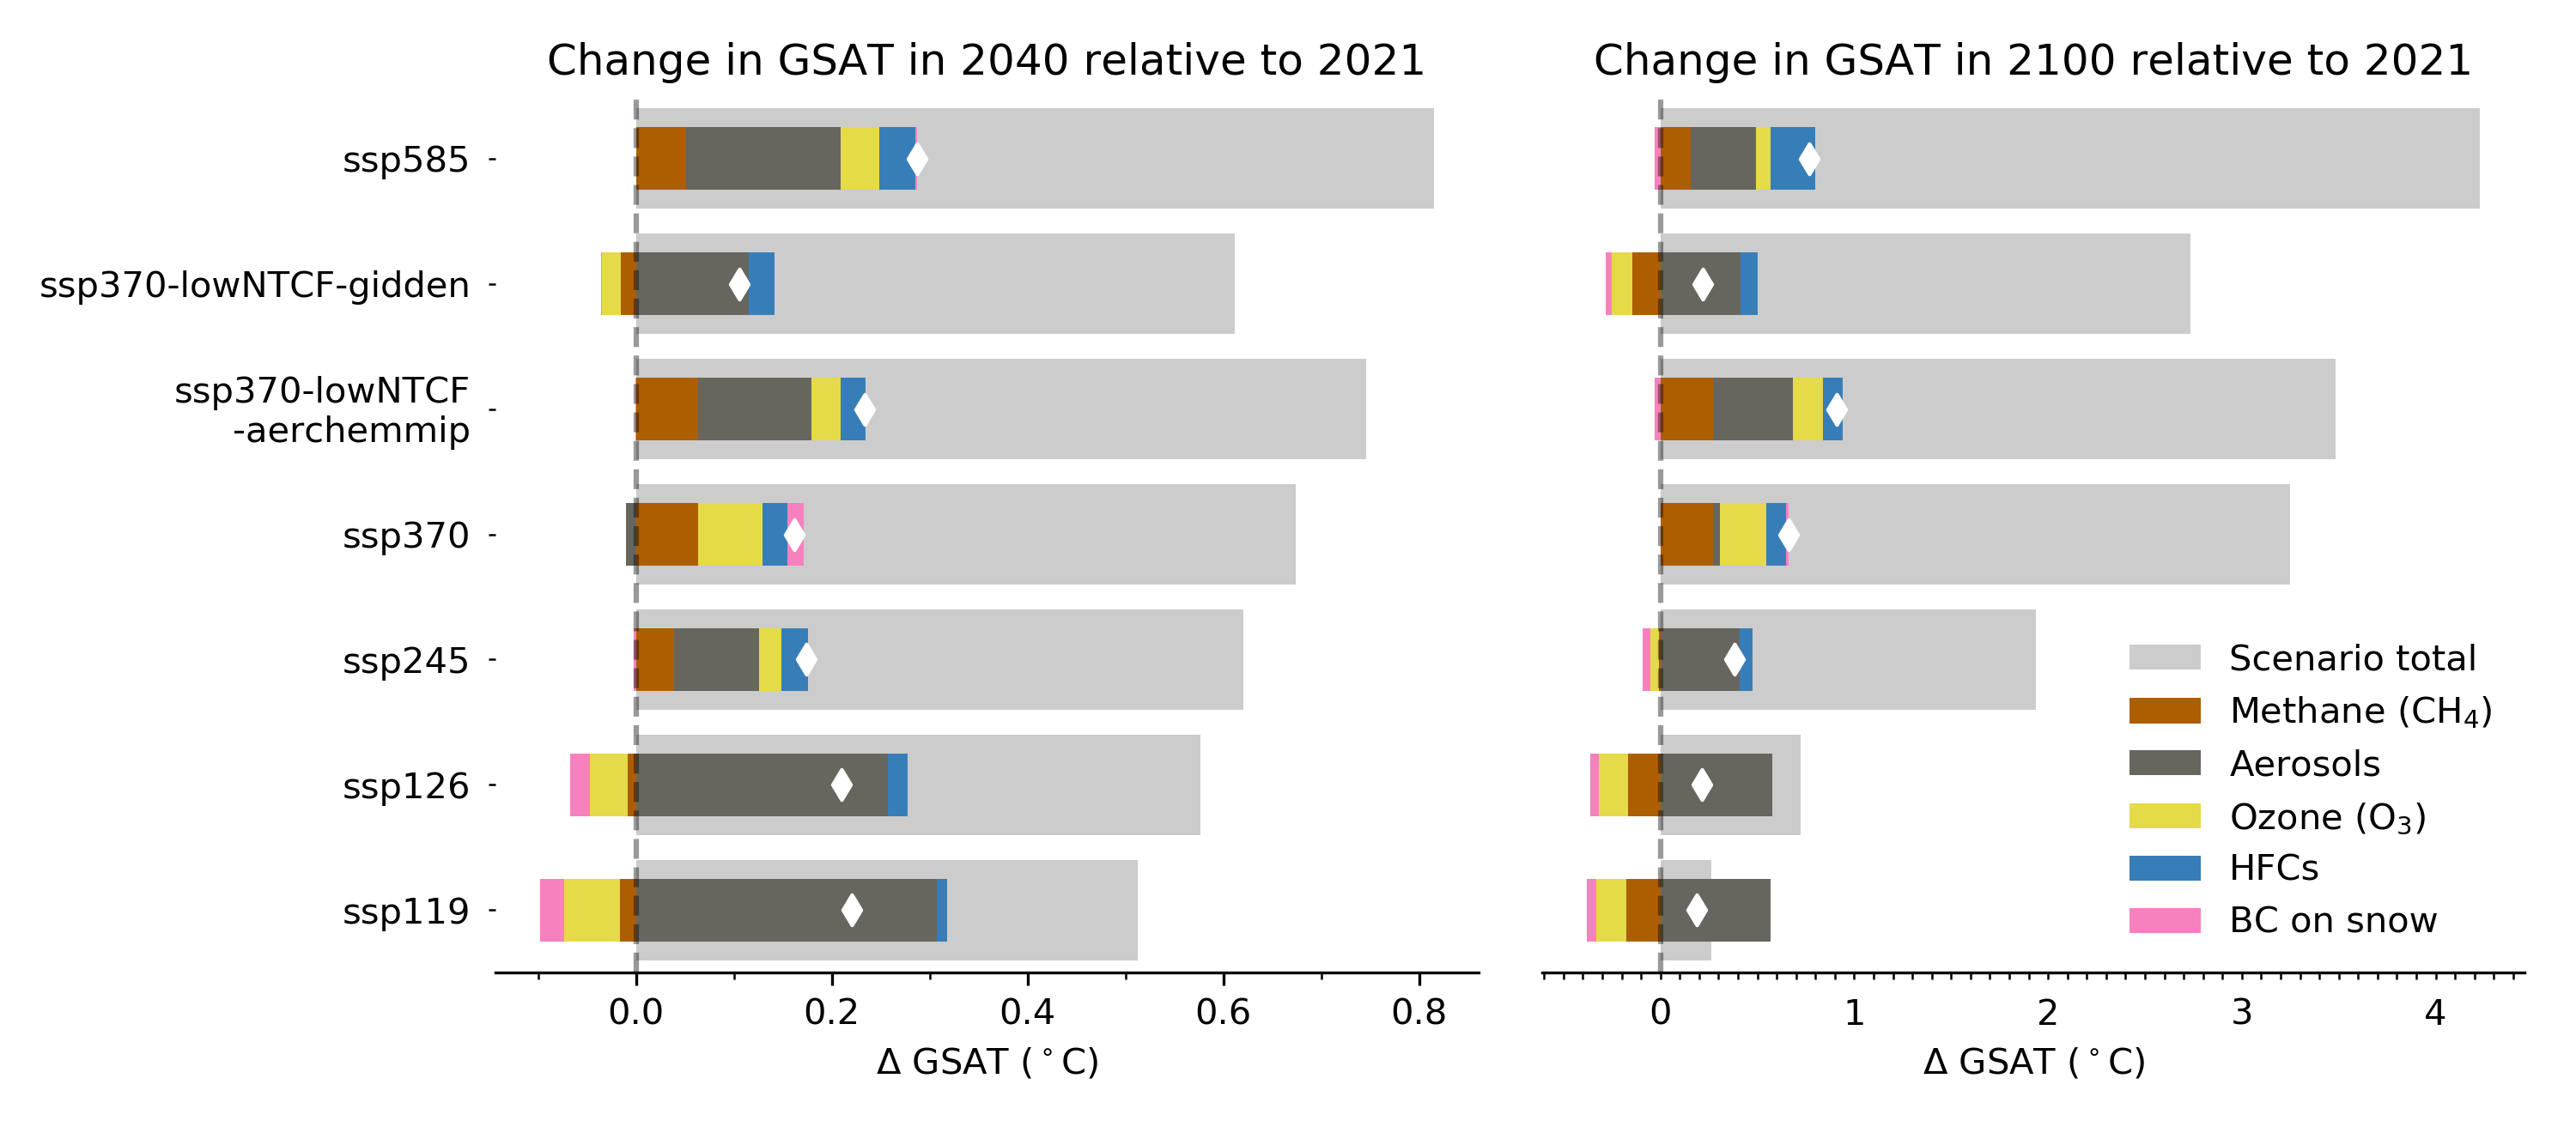 Change in GSAT in 2040 relative to 2021
Change in GSAT in 2100 relative to 2021
ssp585
ssp370-lowNTCF-gidden
ssp370-lowNTCF
-aerchemmip
ssp370
ssp245
ssp126
ssp119
0.0 0.2 0.4 0.6 0.8
Δ GSAT (°C)
0 1 2 3 4
Δ GSAT (°C)
Scenario total
Methane (CH₄)
Aerosols
Ozone (O₃)
HFCs
BC on snow